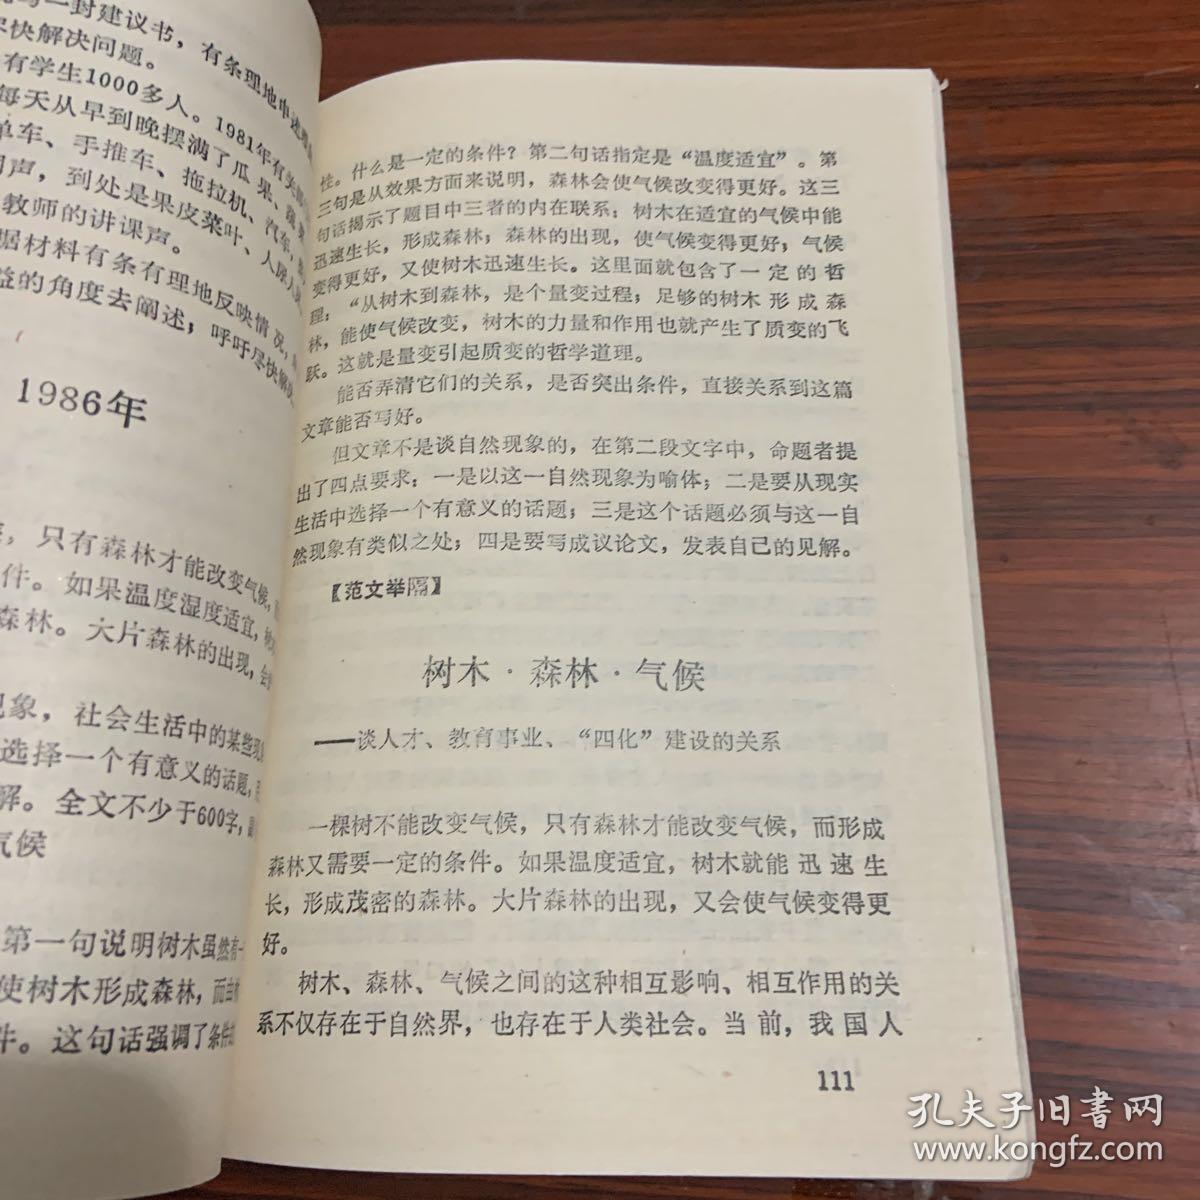 一封建议书，有条理地申述
快解决问题。
有学生1000多人。1981年有关
每天从早到晚摆满了瓜果、蔬菜
单车、手推车、拖拉机、汽车，
同声，到处是果皮菜叶、人
教师的讲课声。
据材料有条有理地反映情况，
益的角度去阐述；呼吁尽快解决
1986年
，只有森林才能改变气候，
件。如果温度湿度适宜，
森林。大片森林的出现，会
现象，社会生活中的某些现
选择一个有意义的话题，
解。全文不少于600字，
气候
第一句说明树木虽然有一
使树木形成森林，而由
件。这句话强调了条件
性。什么是一定的条件？第二句话指定是“温度适宜”。第
三句是从效果方面来说明，森林会使气候改变得更好。这三
句话揭示了题目中三者的内在联系；树木在适宜的气候中能
迅速生长，形成森林；森林的出现，使气候变得更好；气候
变得更好，又使树木迅速生长。这里面就包含了一定的哲
理；“从树木到森林，是个量变过程；足够的树木形成森
林，能使气候改变，树木的力量和作用也就产生了质变的飞
跃。这就是量变引起质变的哲学道理。
能否弄清它们的关系，是否突出条件，直接关系到这篇
文章能否写好。
但文章不是谈自然现象的，在第二段文字中，命题者提
出了四点要求；一是以这一自然现象为喻体；二是要从现实
生活中选择一个有意义的话题；三是这个话题必须与这一自
然现象有类似之处；四是要写成议论文，发表自己的见解。
【范文举隅】
树木·森林·气候
——谈人才、教育事业、“四化”建设的关系
一棵树不能改变气候，只有森林才能改变气候，而形成
森林又需要一定的条件。如果温度适宜，树木就能迅速生
长，形成茂密的森林。大片森林的出现，又会使气候变得更
好。
树木、森林、气候之间的这种相互影响、相互作用的关
系不仅存在于自然界，也存在于人类社会。当前，我国人
111
孔夫子旧书网
www.kongfz.com